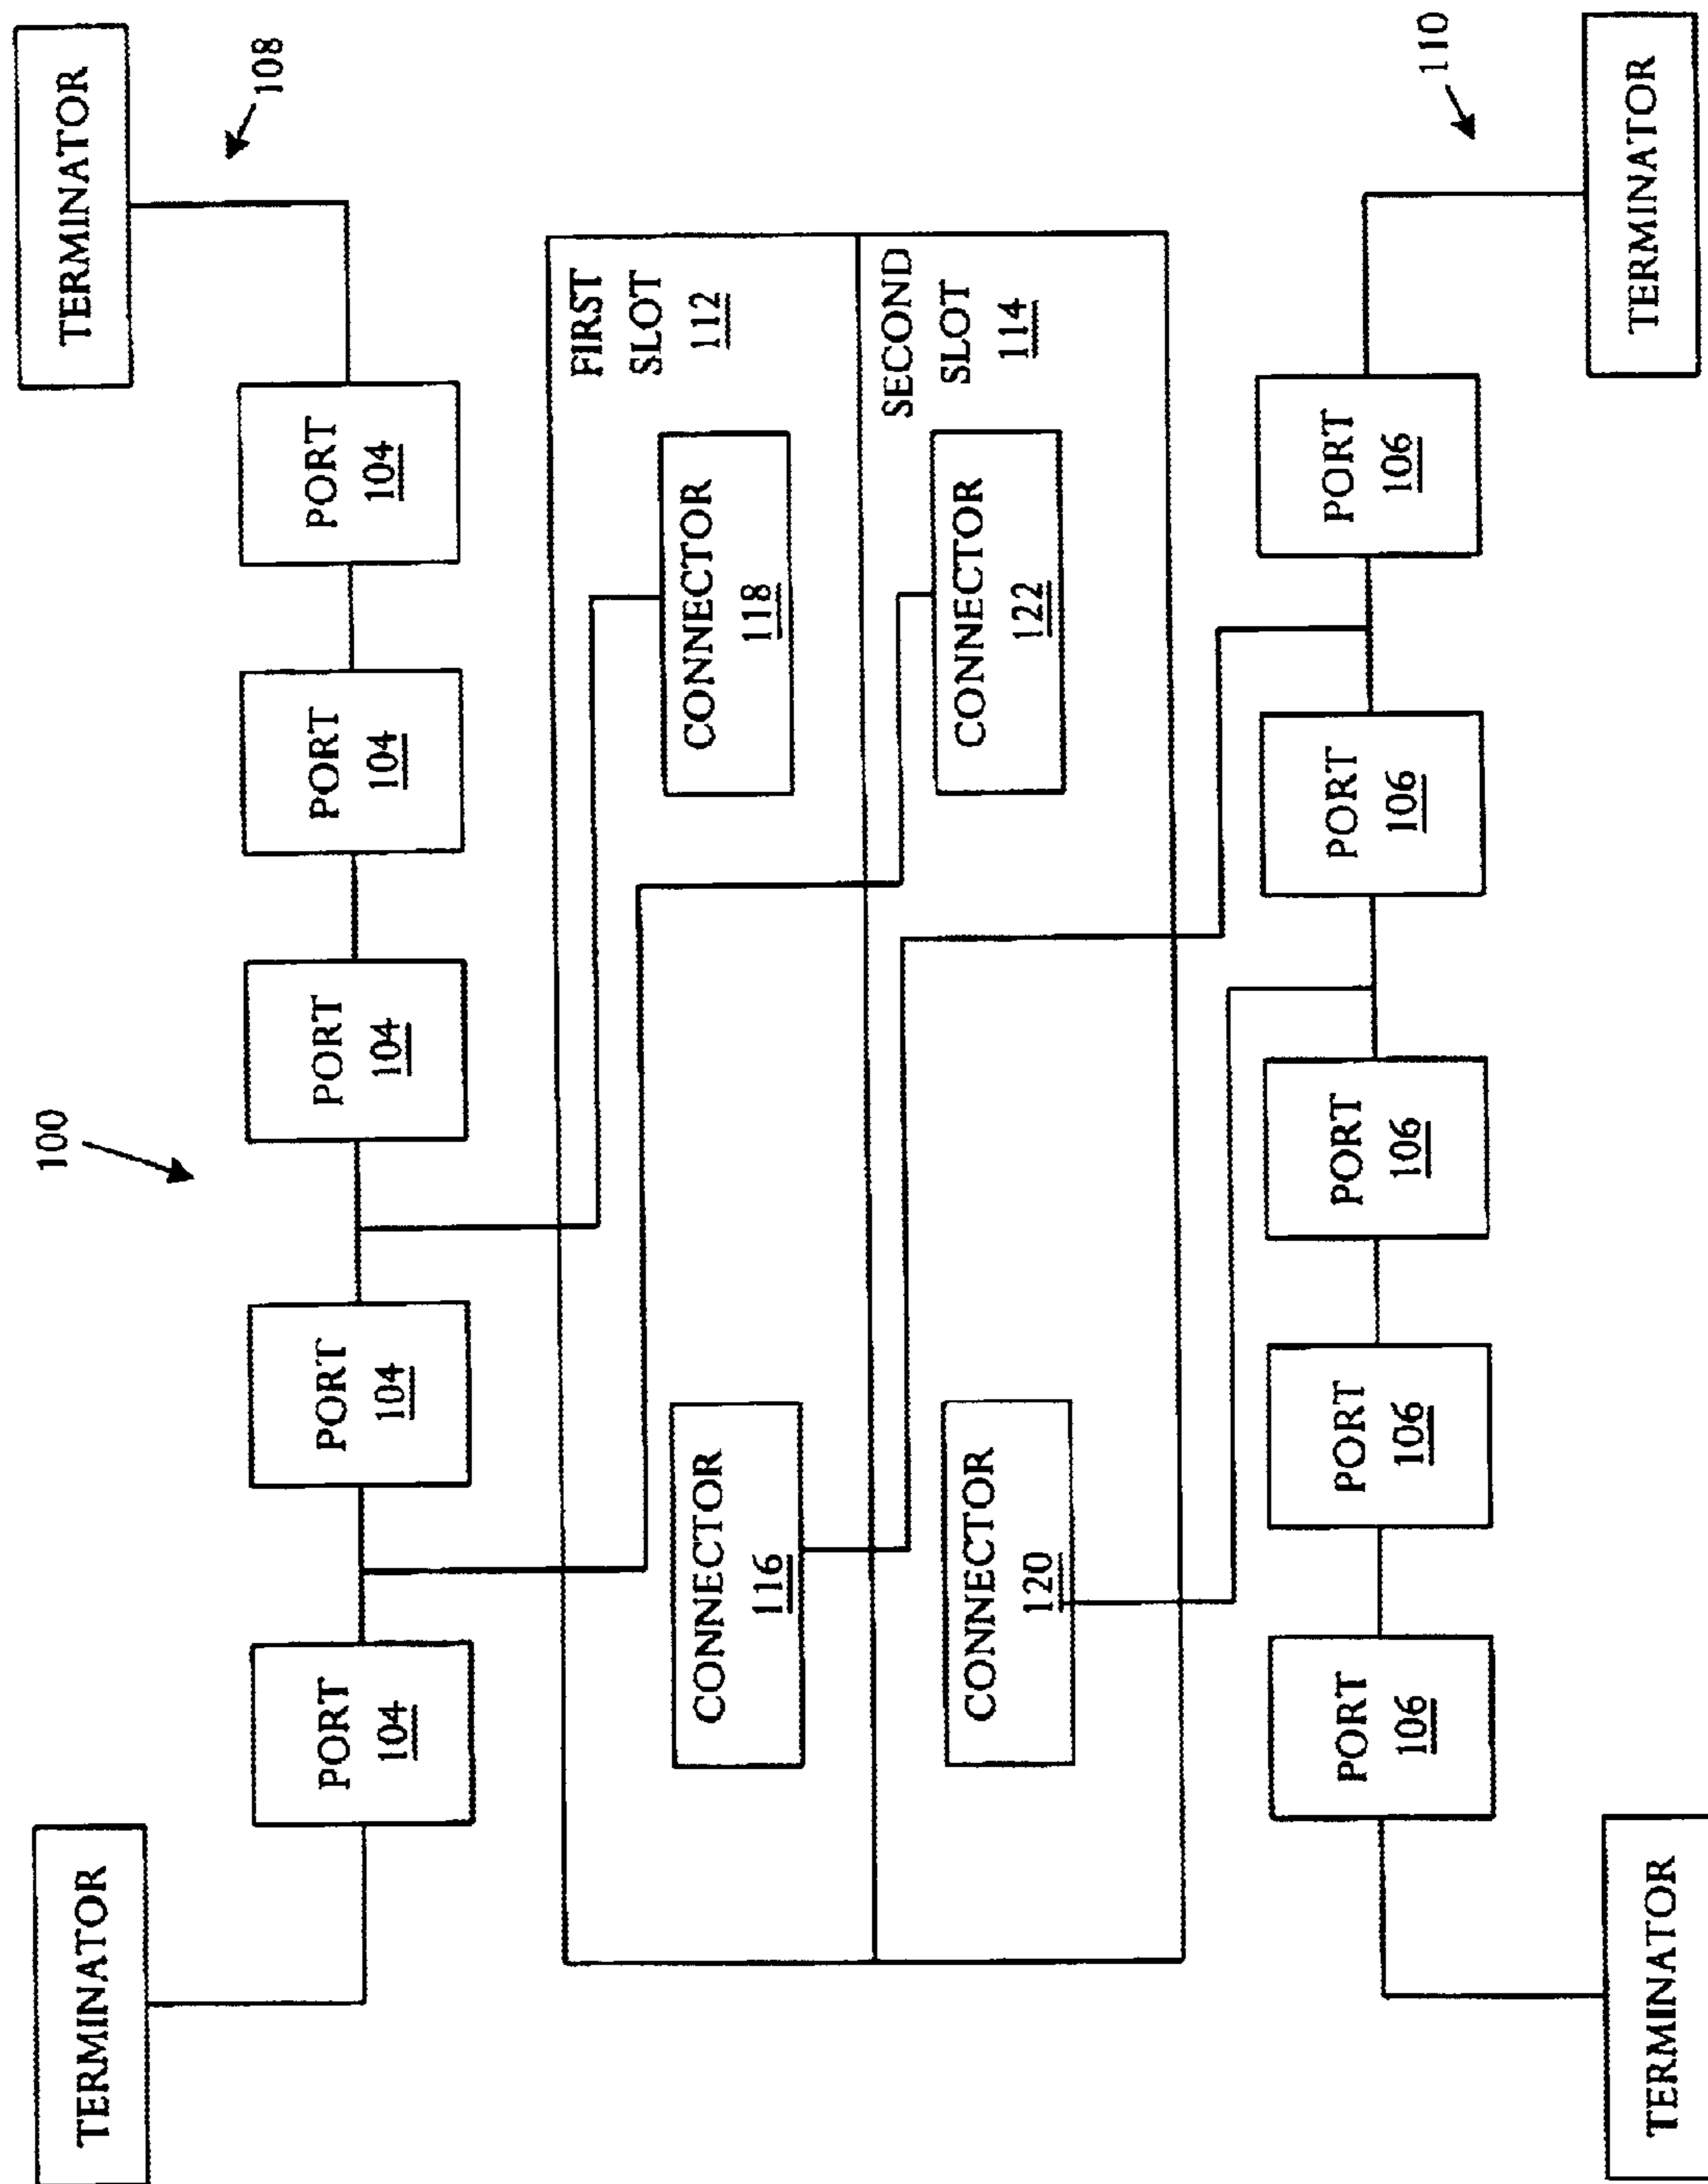 100
TERMINATOR
TERMINATOR
108
PORT
104
PORT
104
PORT
104
PORT
104
PORT
104
FIRST
SLOT
112
CONNECTOR
116
CONNECTOR
118
SECOND
SLOT
114
CONNECTOR
120
CONNECTOR
122
PORT
106
PORT
106
PORT
106
PORT
106
PORT
106
110
TERMINATOR
TERMINATOR